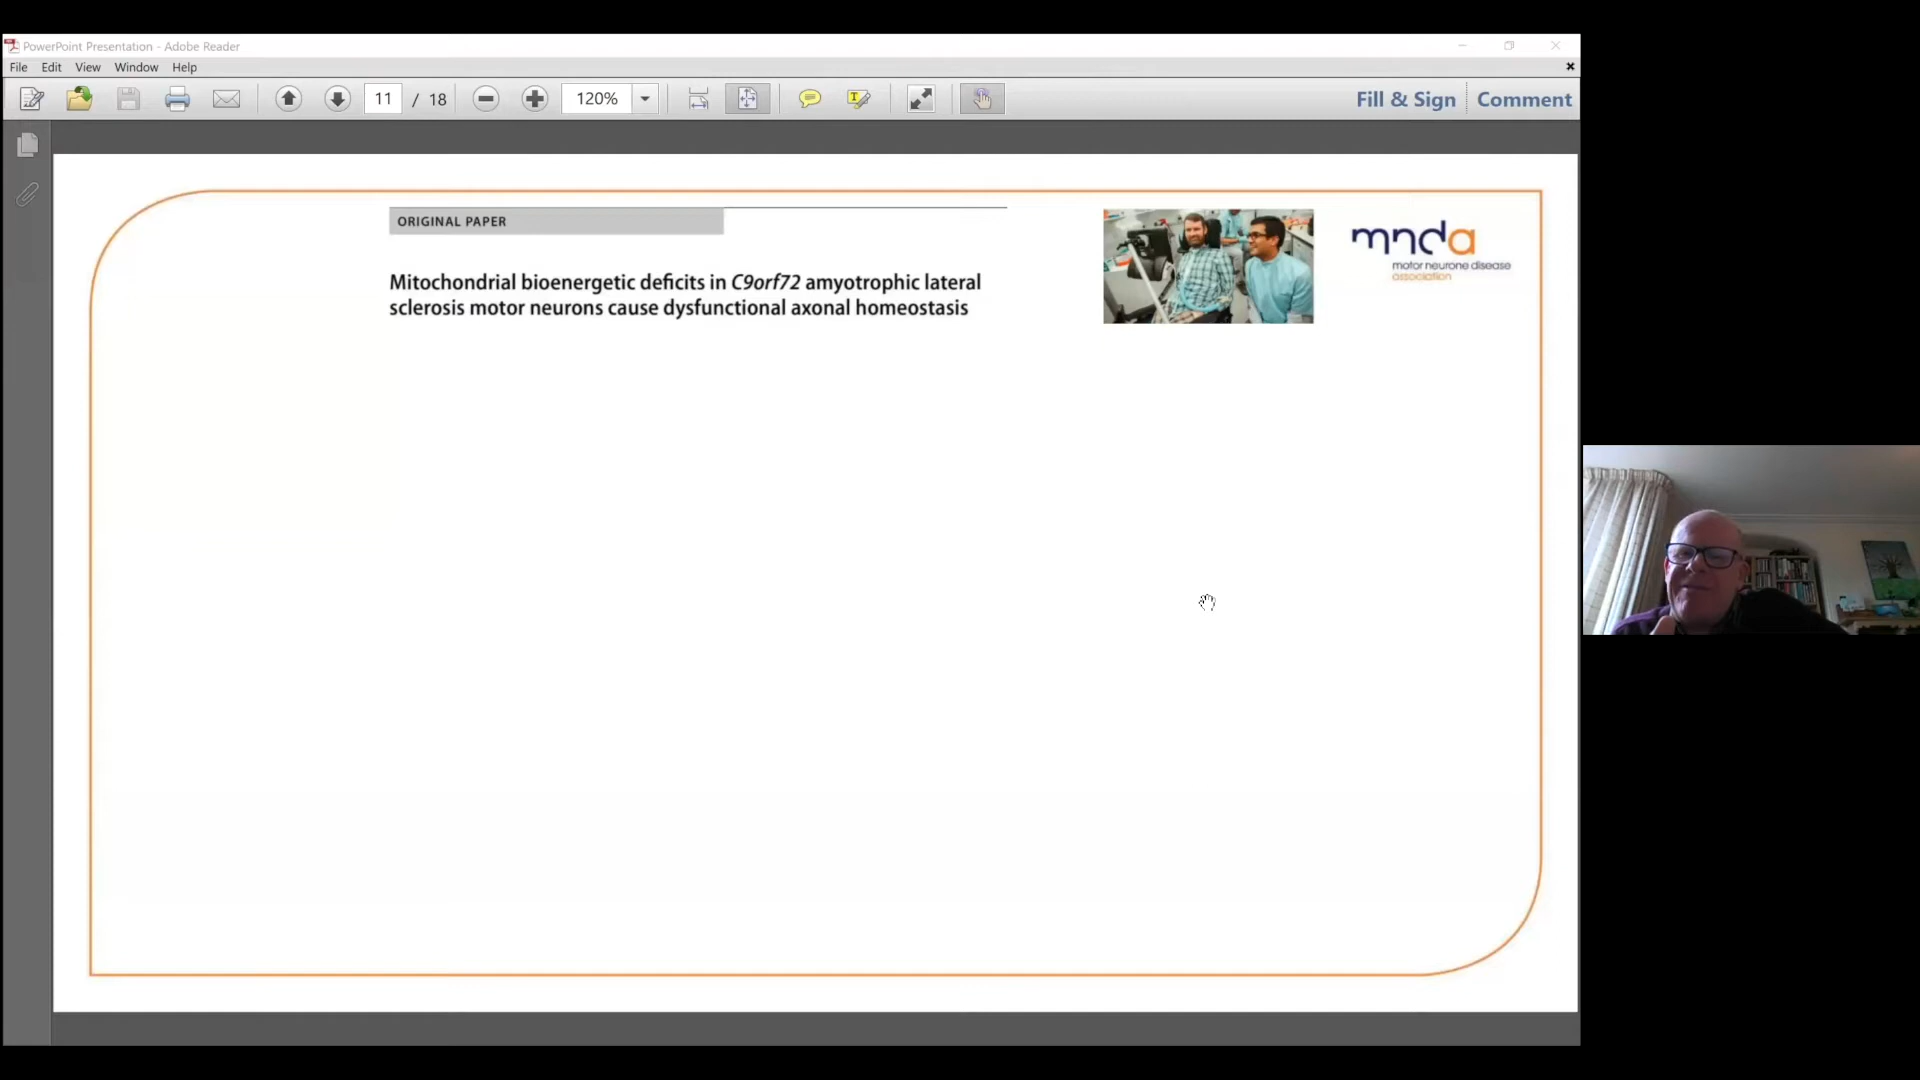 PowerPoint Presentation - Adobe Reader
File Edit View Window Help
11 / 18 120% Fill & Sign Comment
ORIGINAL PAPER
Mitochondrial bioenergetic deficits in C9orf72 amyotrophic lateral
sclerosis motor neurons cause dysfunctional axonal homeostasis
mnda
motor neurone disease
association